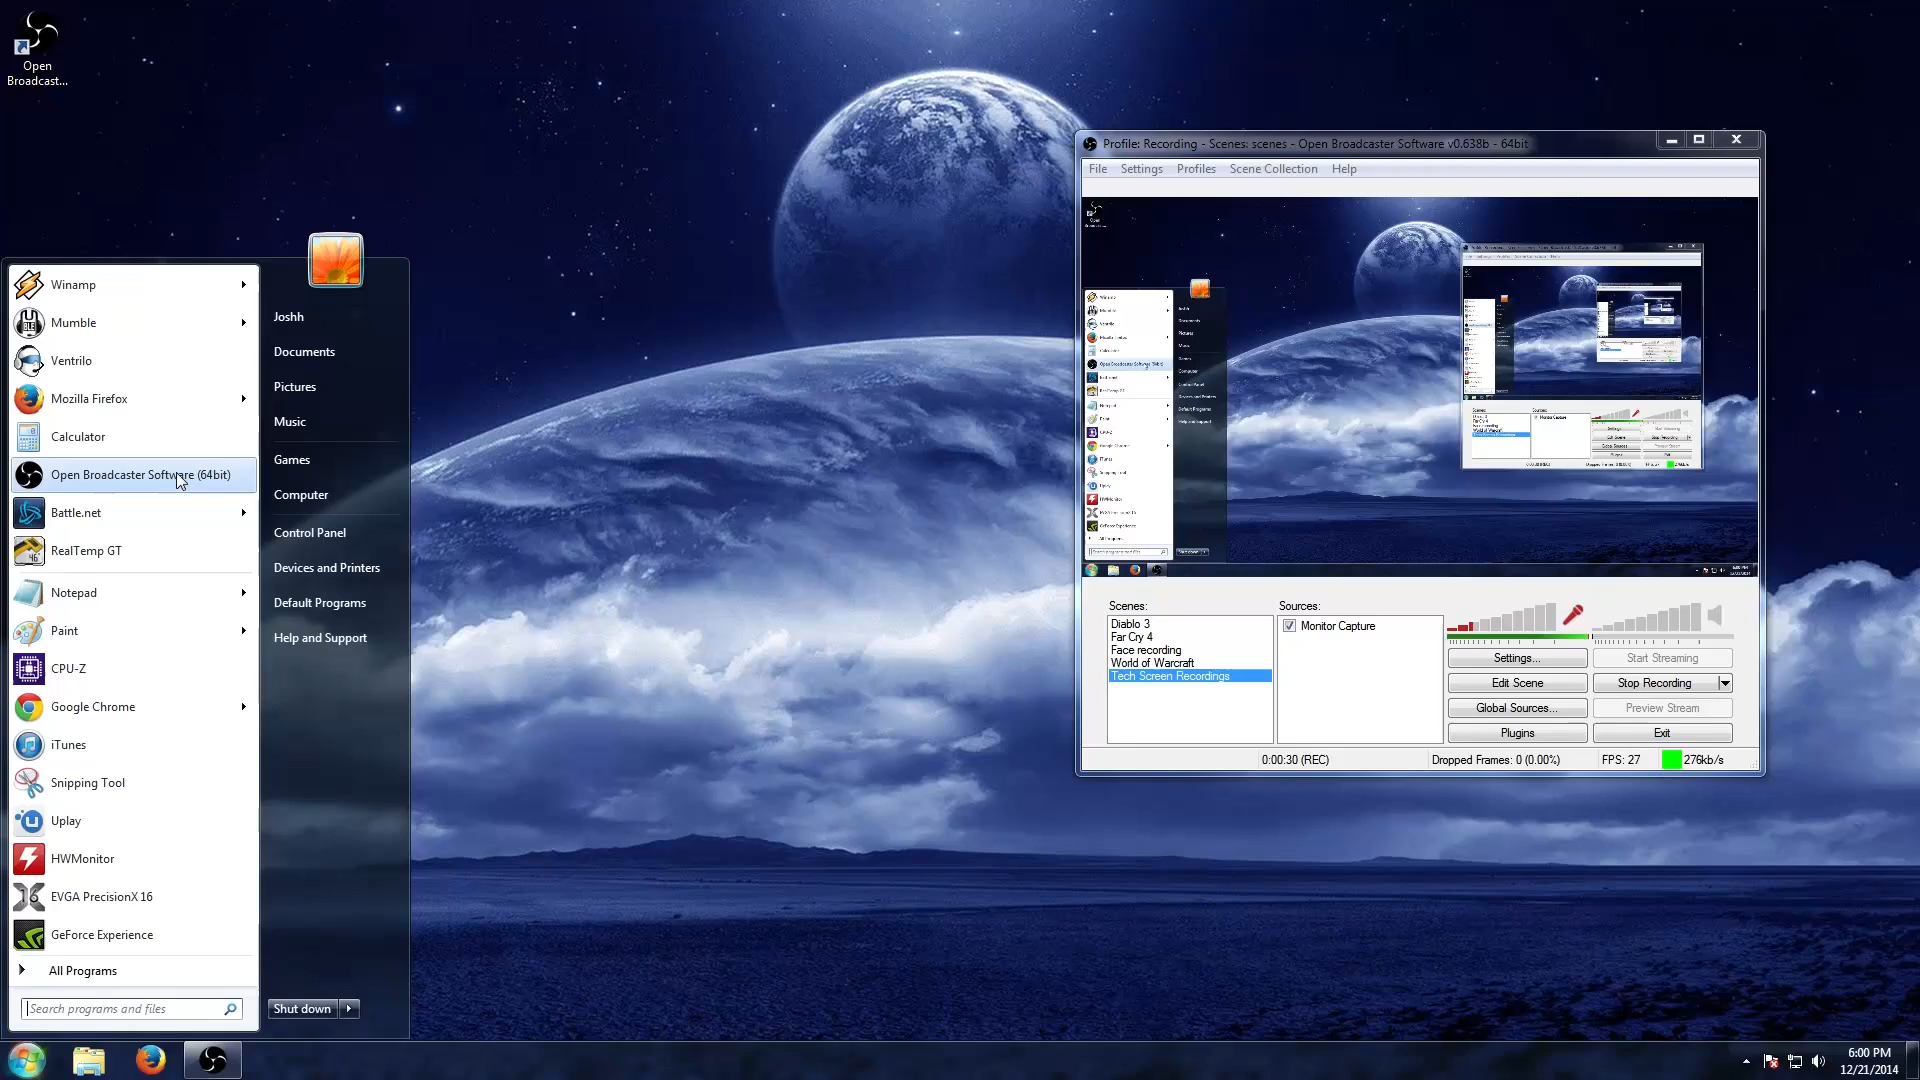 Open
Broadcast...
Winamp
Mumble
Ventrilo
Mozilla Firefox
Calculator
Open Broadcaster Software (64bit)
Battle.net
RealTemp GT
Notepad
Paint
CPU-Z
Google Chrome
iTunes
Snipping Tool
Uplay
HWMonitor
EVGA PrecisionX 16
GeForce Experience
All Programs
Search programs and files
Joshh
Documents
Pictures
Music
Games
Computer
Control Panel
Devices and Printers
Default Programs
Help and Support
Shut down
Profile: Recording - Scenes: scenes - Open Broadcaster Software v0.638b - 64bit
File Settings Profiles Scene Collection Help
Scenes:
Diablo 3
Far Cry 4
Face recording
World of Warcraft
Tech Screen Recordings
Sources:
Monitor Capture
Settings...
Start Streaming
Edit Scene
Stop Recording
Global Sources...
Preview Stream
Plugins
Exit
0:00:30 (REC)
Dropped Frames: 0 (0.00%)
FPS: 27
276kb/s
6:00 PM
12/21/2014